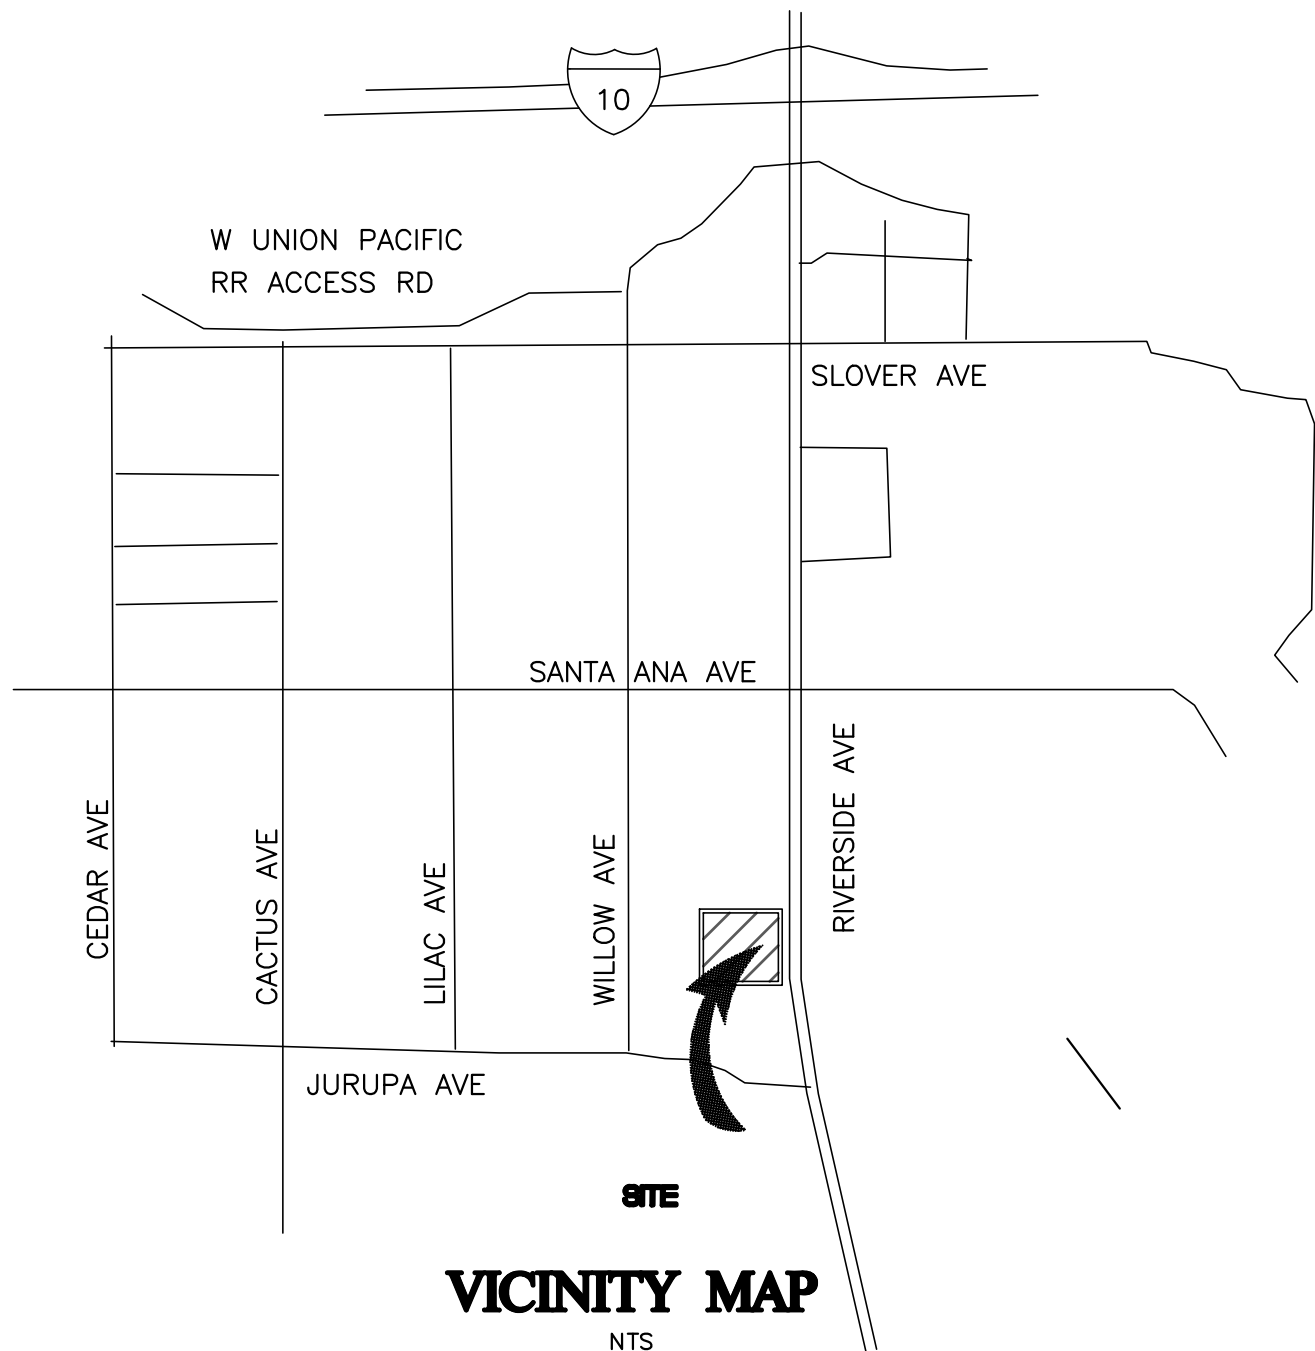 10
W UNION PACIFIC
RR ACCESS RD
SLOVER AVE
SANTA ANA AVE
RIVERSIDE AVE
CEDAR AVE
CACTUS AVE
LILAC AVE
WILLOW AVE
JURUPA AVE
SITE
VICINITY MAP
NTS